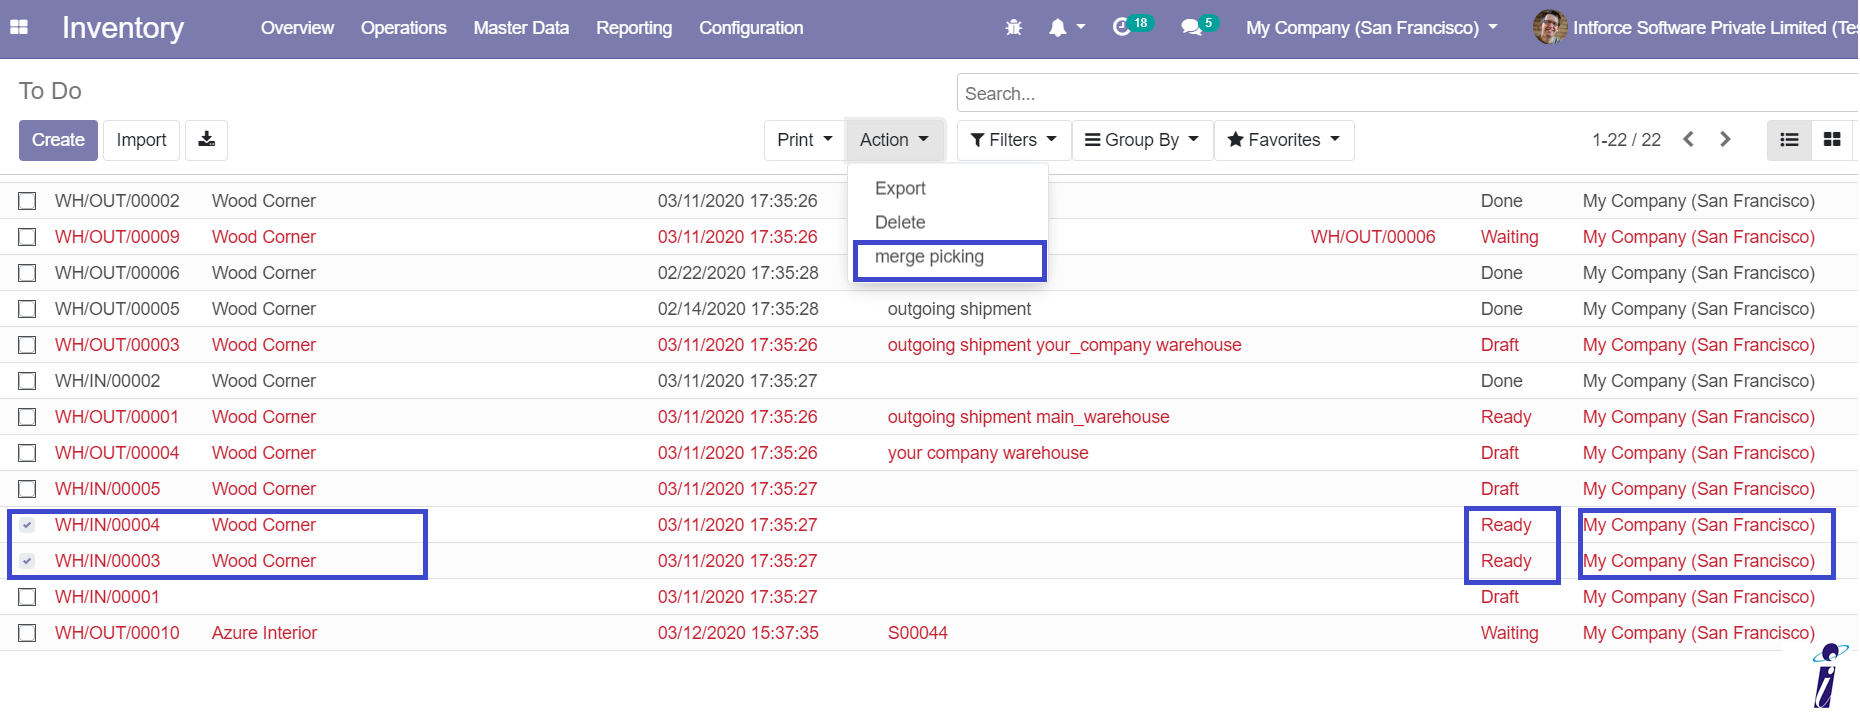 Inventory Overview Operations Master Data Reporting Configuration 18 5 My Company (San Francisco) Intforce Software Private Limited (Tes
To Do Search...
Create Import Print Action Filters Group By Favorites 1-22 / 22
Export
Delete
merge picking
WH/OUT/00002 Wood Corner 03/11/2020 17:35:26 Done My Company (San Francisco)
WH/OUT/00009 Wood Corner 03/11/2020 17:35:26 WH/OUT/00006 Waiting My Company (San Francisco)
WH/OUT/00006 Wood Corner 02/22/2020 17:35:28 Done My Company (San Francisco)
WH/OUT/00005 Wood Corner 02/14/2020 17:35:28 outgoing shipment Done My Company (San Francisco)
WH/OUT/00003 Wood Corner 03/11/2020 17:35:26 outgoing shipment your_company warehouse Draft My Company (San Francisco)
WH/IN/00002 Wood Corner 03/11/2020 17:35:27 Done My Company (San Francisco)
WH/OUT/00001 Wood Corner 03/11/2020 17:35:26 outgoing shipment main_warehouse Ready My Company (San Francisco)
WH/OUT/00004 Wood Corner 03/11/2020 17:35:26 your company warehouse Draft My Company (San Francisco)
WH/IN/00005 Wood Corner 03/11/2020 17:35:27 Draft My Company (San Francisco)
WH/IN/00004 Wood Corner 03/11/2020 17:35:27 Ready My Company (San Francisco)
WH/IN/00003 Wood Corner 03/11/2020 17:35:27 Ready My Company (San Francisco)
WH/IN/00001 03/11/2020 17:35:27 Draft My Company (San Francisco)
WH/OUT/00010 Azure Interior 03/12/2020 15:37:35 S00044 Waiting My Company (San Francisco)